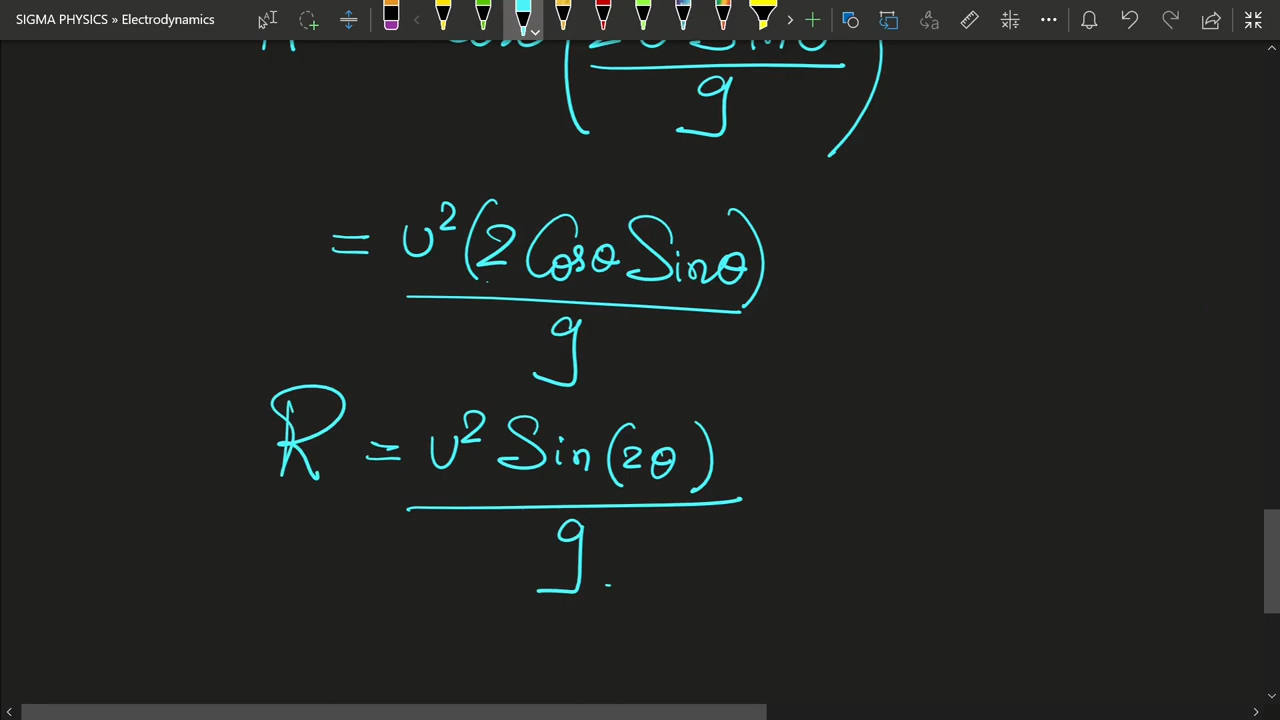 SIGMA PHYSICS » Electrodynamics
g
= u²(2 Cosθ Sinθ)
g
R = u² Sin(2θ)
g